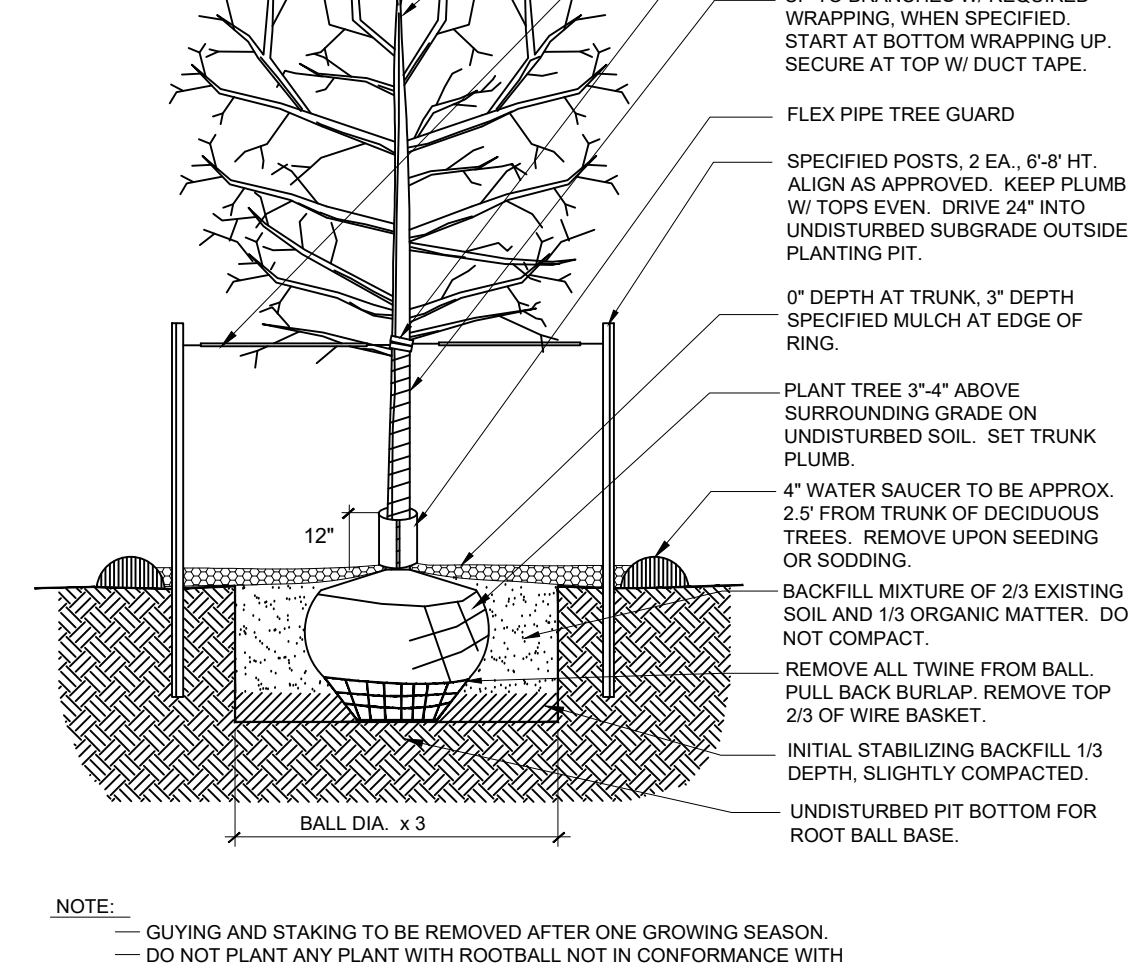 UP TO BRANCHES W/ REQUIRED
WRAPPING, WHEN SPECIFIED.
START AT BOTTOM WRAPPING UP.
SECURE AT TOP W/ DUCT TAPE.
FLEX PIPE TREE GUARD
SPECIFIED POSTS, 2 EA., 6'-8' HT.
ALIGN AS APPROVED. KEEP PLUMB
W/ TOPS EVEN. DRIVE 24" INTO
UNDISTURBED SUBGRADE OUTSIDE
PLANTING PIT.
0" DEPTH AT TRUNK, 3" DEPTH
SPECIFIED MULCH AT EDGE OF
RING.
PLANT TREE 3"-4" ABOVE
SURROUNDING GRADE ON
UNDISTURBED SOIL. SET TRUNK
PLUMB.
4" WATER SAUCER TO BE APPROX.
2.5' FROM TRUNK OF DECIDUOUS
TREES. REMOVE UPON SEEDING
OR SODDING.
12"
BACKFILL MIXTURE OF 2/3 EXISTING
SOIL AND 1/3 ORGANIC MATTER. DO
NOT COMPACT.
REMOVE ALL TWINE FROM BALL.
PULL BACK BURLAP. REMOVE TOP
2/3 OF WIRE BASKET.
INITIAL STABILIZING BACKFILL 1/3
DEPTH, SLIGHTLY COMPACTED.
UNDISTURBED PIT BOTTOM FOR
ROOT BALL BASE.
BALL DIA. x 3
NOTE:
GUYING AND STAKING TO BE REMOVED AFTER ONE GROWING SEASON.
DO NOT PLANT ANY PLANT WITH ROOTBALL NOT IN CONFORMANCE WITH